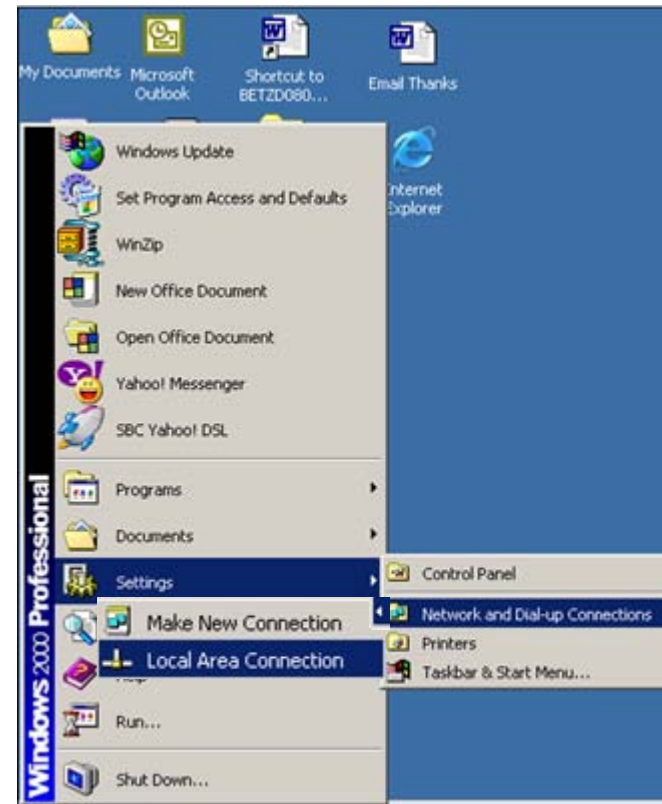 My Documents
Microsoft
Outlook
Shortcut to
BETZD080...
Email Thanks
Internet
Explorer
Windows Update
Set Program Access and Defaults
WinZip
New Office Document
Open Office Document
Yahoo! Messenger
SBC Yahoo! DSL
Programs
Documents
Settings
Make New Connection
Local Area Connection
Run...
Shut Down...
Control Panel
Network and Dial-up Connections
Printers
Taskbar & Start Menu...
Windows 2000 Professional